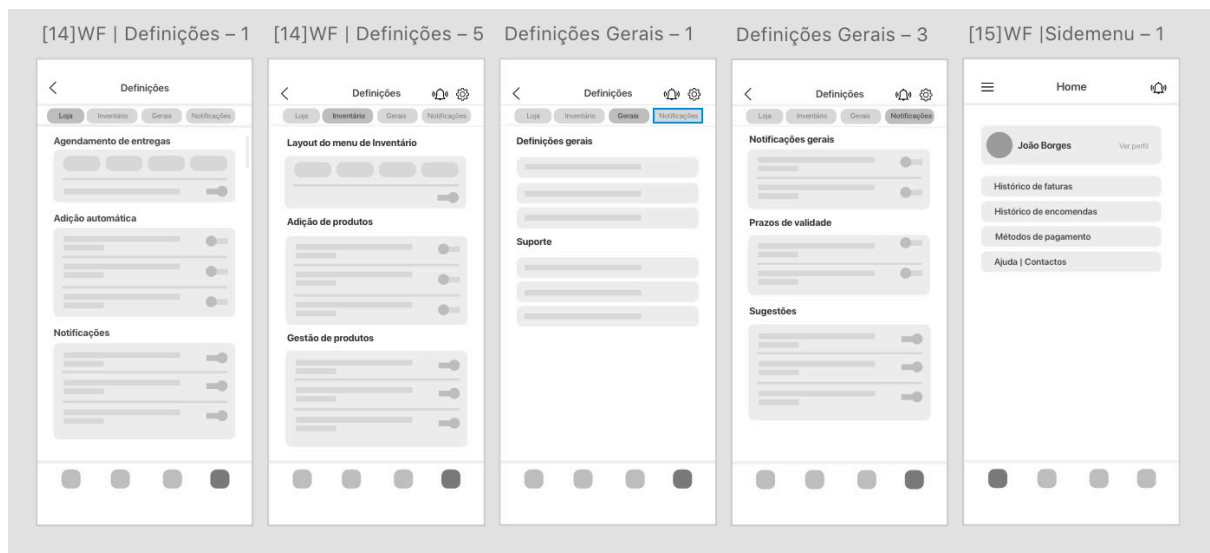 [14]WF | Definições – 1
Definições
Loja
Inventário
Gerais
Notificações
Agendamento de entregas
Adição automática
Notificações
[14]WF | Definições – 5
Definições
Loja
Inventário
Gerais
Notificações
Layout do menu de Inventário
Adição de produtos
Gestão de produtos
Definições Gerais – 1
Definições
Loja
Inventário
Gerais
Notificações
Definições gerais
Suporte
Definições Gerais – 3
Definições
Loja
Inventário
Gerais
Notificações
Notificações gerais
Prazos de validade
Sugestões
[15]WF |Sidemenu – 1
Home
João Borges
Ver perfil
Histórico de faturas
Histórico de encomendas
Métodos de pagamento
Ajuda | Contactos